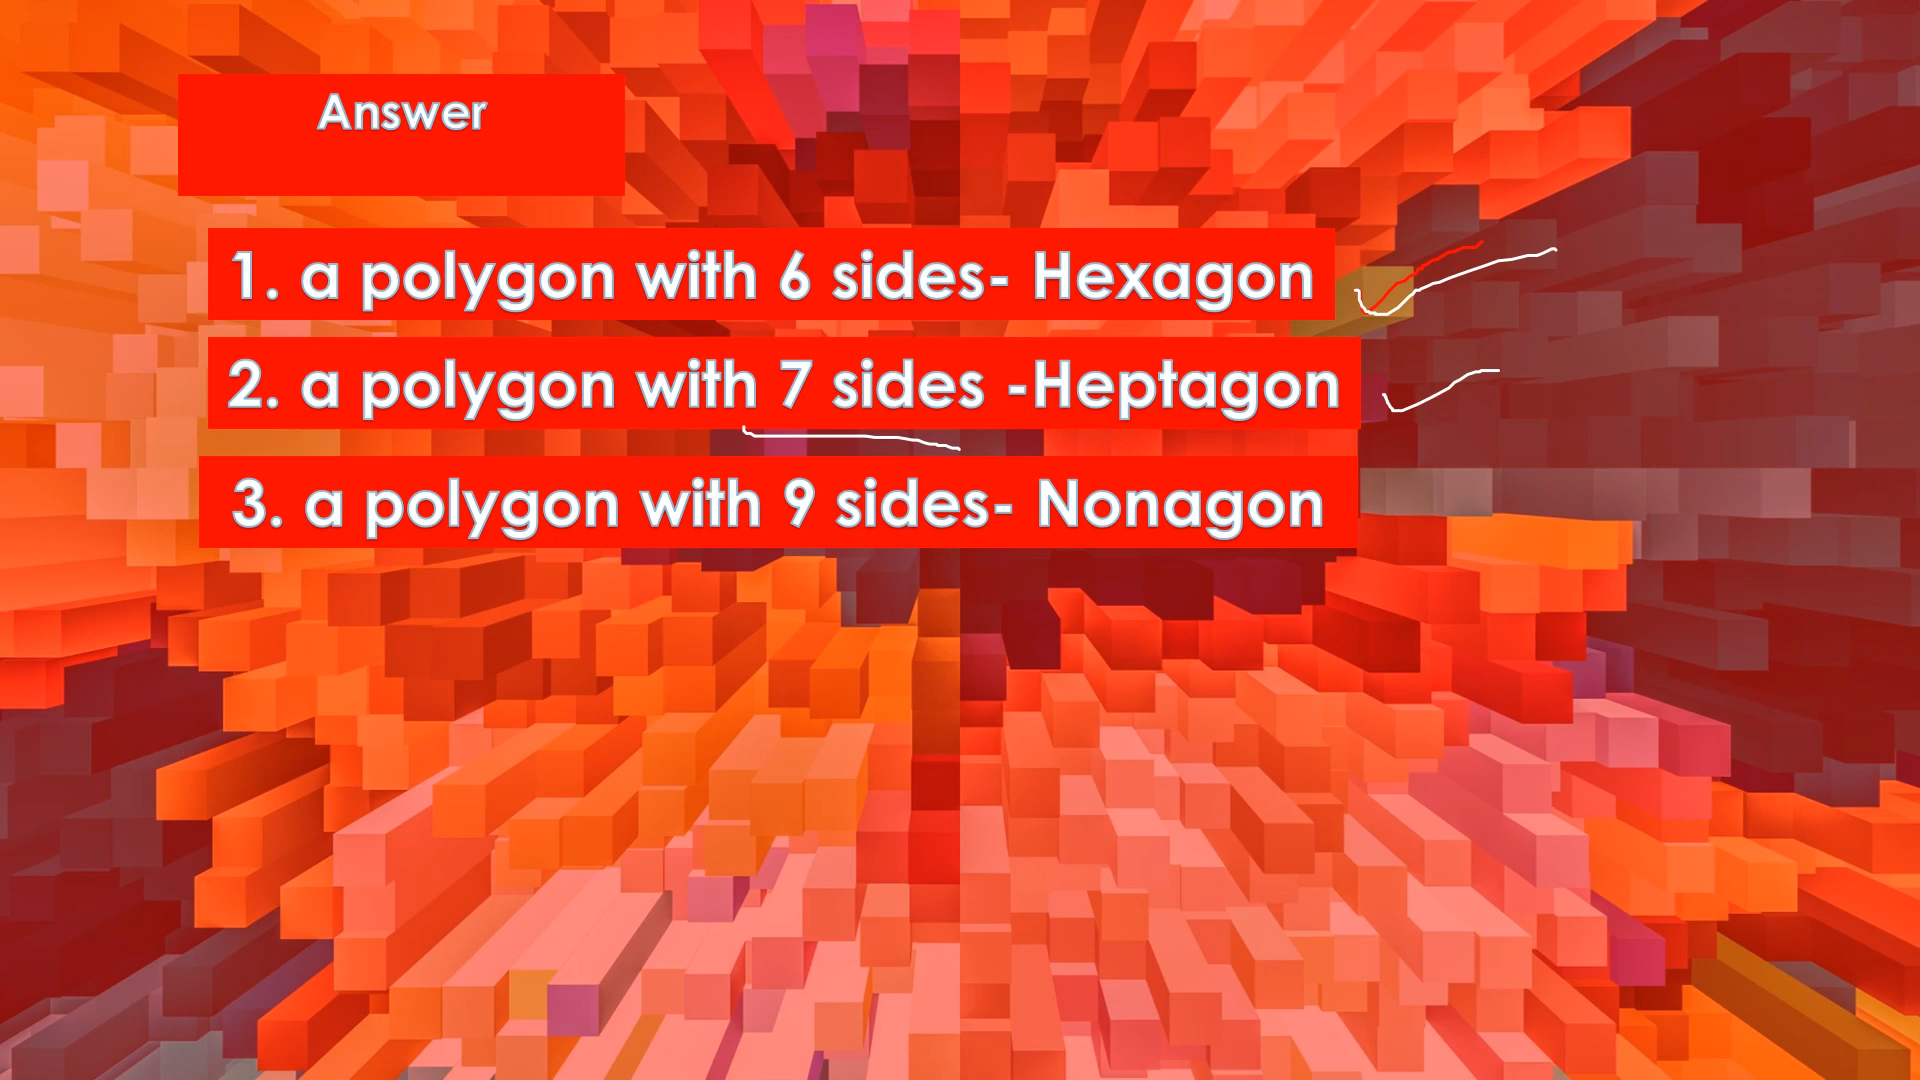 Answer
1. a polygon with 6 sides- Hexagon
2. a polygon with 7 sides -Heptagon
3. a polygon with 9 sides- Nonagon